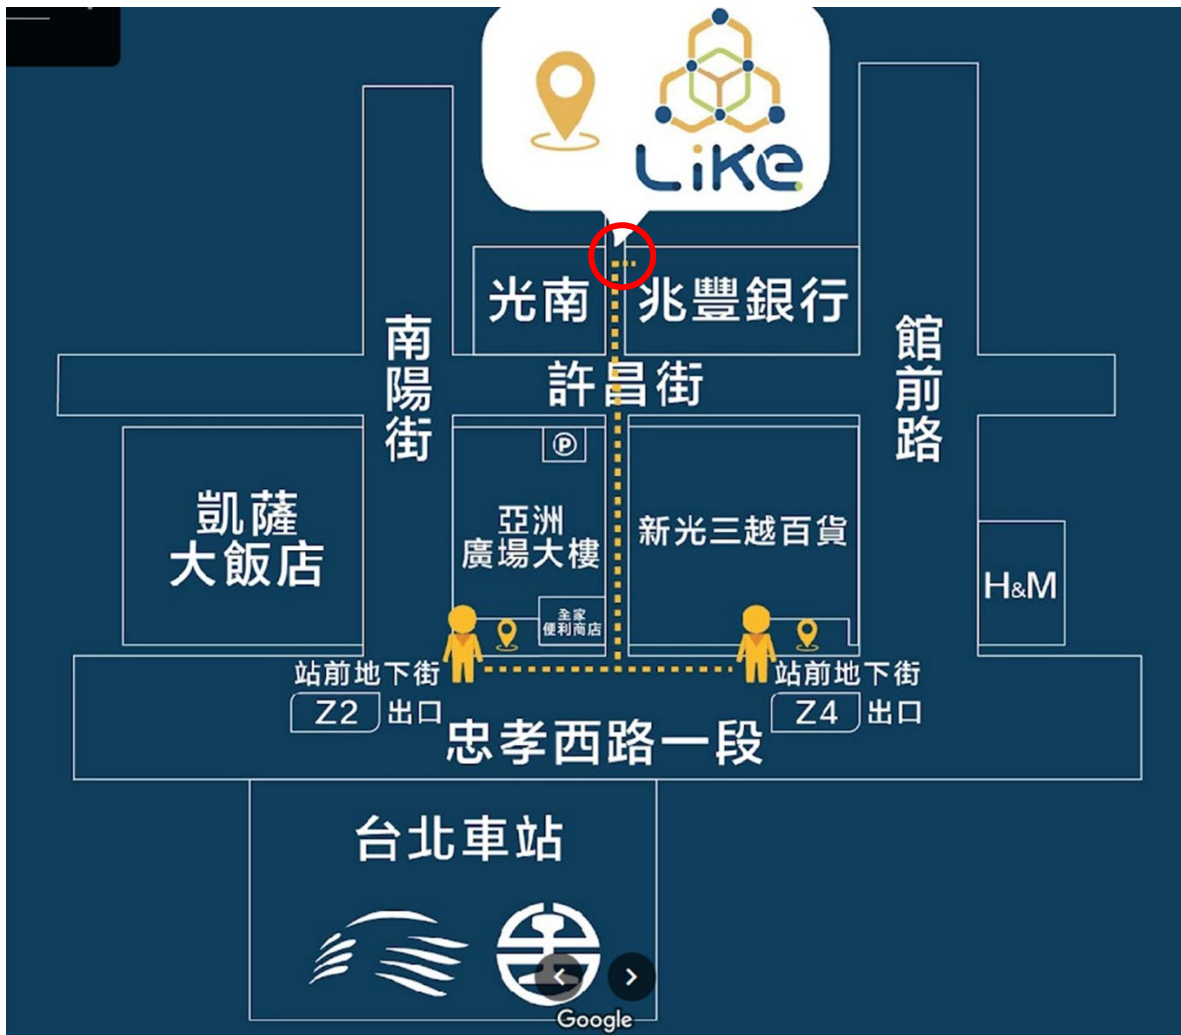 LiKe
光南
兆豐銀行
南陽街
許昌街
館前路
P
凱薩
大飯店
亞洲
廣場大樓
新光三越百貨
H&M
全家
便利商店
站前地下街
Z2 出口
站前地下街
Z4 出口
忠孝西路一段
台北車站
Google